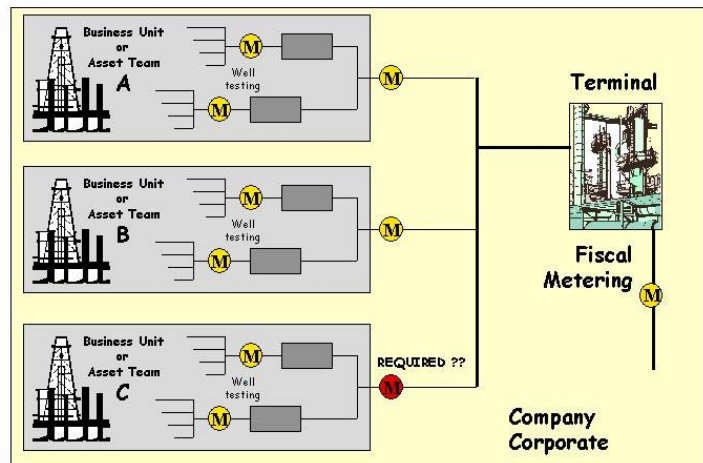 Business Unit
or
Asset Team
A
M
Well
testing
M
M
Business Unit
or
Asset Team
B
M
Well
testing
M
M
Business Unit
or
Asset Team
C
M
Well
testing
M
REQUIRED ??
M
Terminal
Fiscal
Metering
M
Company
Corporate